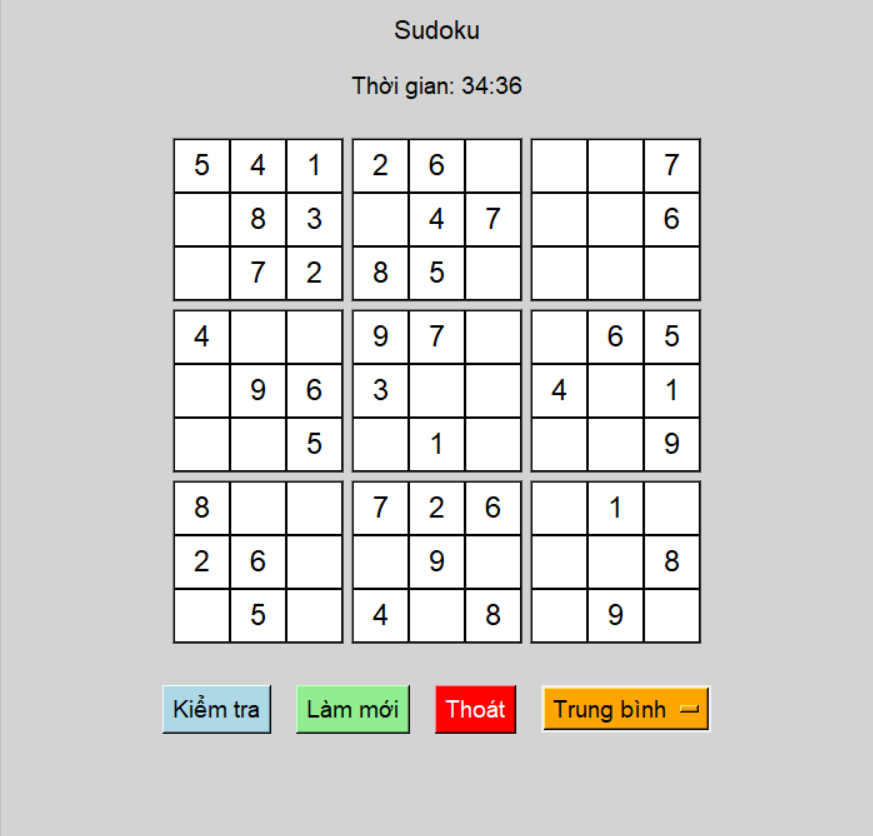 Sudoku
Thời gian: 34:36
5 4 1 2 6 7
8 3 4 7 6
7 2 8 5
4 9 7 6 5
9 6 3 4 1
5 1 9
8 7 2 6 1
2 6 9 8
5 4 8 9
Kiểm tra Làm mới Thoát Trung bình